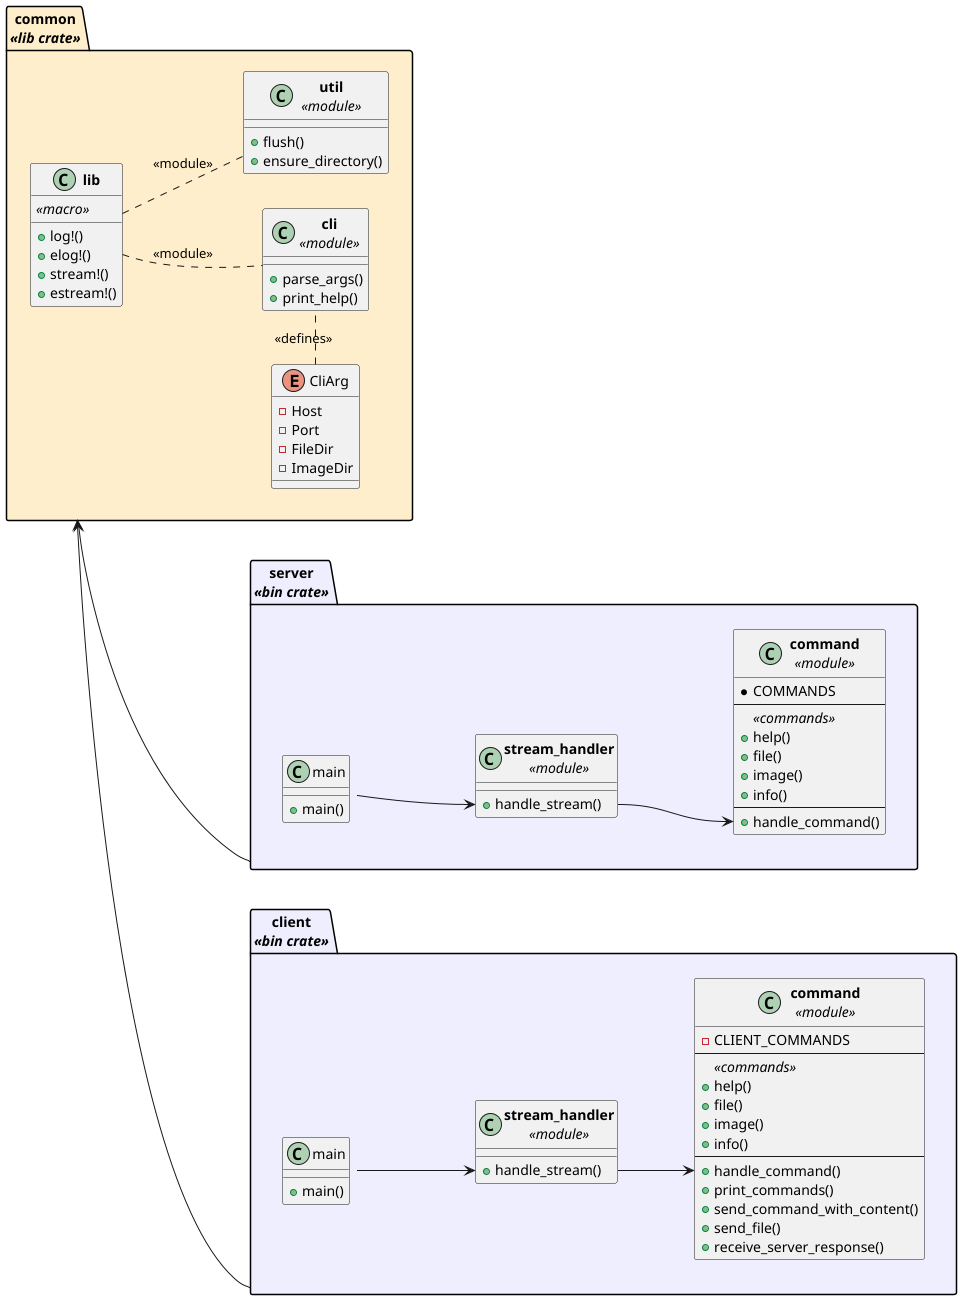 common
«lib crate»
C util
«module»
flush()
ensure_directory()
C lib
«macro»
log!()
elog!()
stream!()
estream!()
«module»
«module»
C cli
«module»
parse_args()
print_help()
«defines»
E CliArg
Host
Port
FileDir
ImageDir
server
«bin crate»
C main
main()
C stream_handler
«module»
handle_stream()
C command
«module»
COMMANDS
«commands»
help()
file()
image()
info()
handle_command()
client
«bin crate»
C main
main()
C stream_handler
«module»
handle_stream()
C command
«module»
CLIENT_COMMANDS
«commands»
help()
file()
image()
info()
handle_command()
print_commands()
send_command_with_content()
send_file()
receive_server_response()